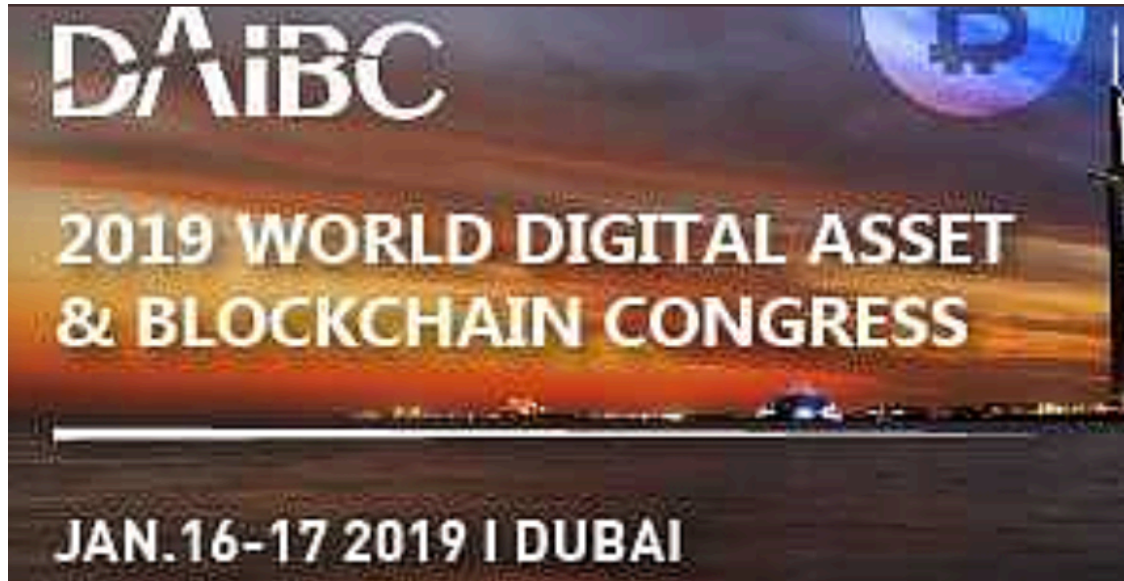 DAiBC
2019 WORLD DIGITAL ASSET
& BLOCKCHAIN CONGRESS
JAN.16-17 2019 I DUBAI